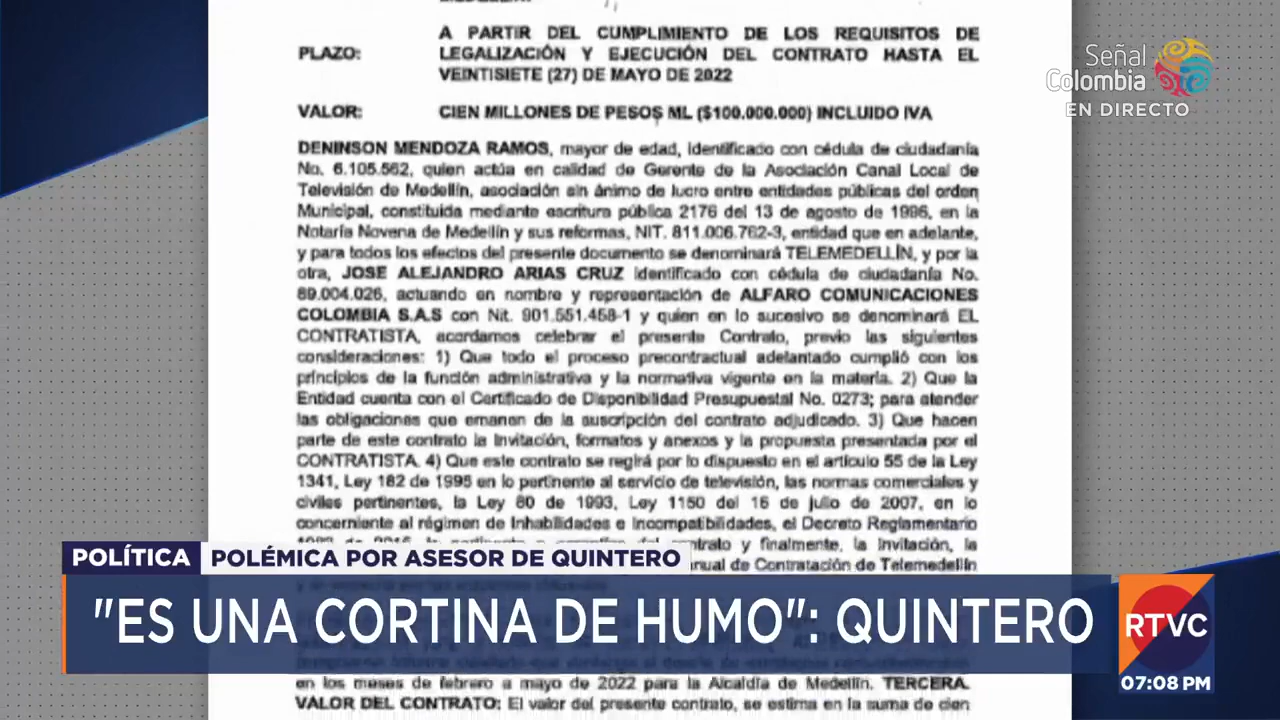 A PARTIR DEL CUMPLIMIENTO DE LOS REQUISITOS DE
PLAZO: LEGALIZACIÓN Y EJECUCIÓN DEL CONTRATO HASTA EL
VEINTISIETE (27) DE MAYO DE 2022
VALOR: CIEN MILLONES DE PESOS ML ($100.000.000) INCLUIDO IVA
DENINSON MENDOZA RAMOS, mayor de edad, identificado con cédula de ciudadanía
No. 6.105.562, quien actúa en calidad de Gerente de la Asociación Canal Local de
Televisión de Medellín, asociación sin ánimo de lucro entre entidades públicas del orden
Municipal, constituida mediante escritura pública 2176 del 13 de agosto de 1996, en la
Notaría Novena de Medellín y sus reformas, NIT. 811.006.762-3, entidad que en adelante,
y para todos los efectos del presente documento se denominará TELEMEDELLÍN, y por la
otra, JOSE ALEJANDRO ARIAS CRUZ identificado con cédula de ciudadanía No.
89.004.026, actuando en nombre y representación de ALFARO COMUNICACIONES
COLOMBIA S.A.S con Nit. 901.551.458-1 y quien en lo sucesivo se denominará EL
CONTRATISTA, acordamos celebrar el presente Contrato, previo las siguientes
consideraciones: 1) Que todo el proceso precontractual adelantado cumplió con los
principios de la función administrativa y la normativa vigente en la materia. 2) Que la
Entidad cuenta con el Certificado de Disponibilidad Presupuestal No. 0273; para atender
las obligaciones que emanen de la suscripción del contrato adjudicado. 3) Que hacen
parte de este contrato la Invitación, formatos y anexos y la propuesta presentada por el
CONTRATISTA. 4) Que este contrato se regirá por lo dispuesto en el artículo 55 de la Ley
1341, Ley 182 de 1995 en lo pertinente al servicio de televisión, las normas comerciales y
civiles pertinentes, la Ley 80 de 1993, Ley 1150 del 16 de julio de 2007, en lo
concerniente al régimen de Inhabilidades e Incompatibilidades, el Decreto Reglamentario
y finalmente, la Invitación, la
de Contratación de Telemedellín
en los meses de febrero a mayo de 2022 para la Alcaldía de Medellín. TERCERA.
VALOR DEL CONTRATO: El valor del presente contrato, se estima en la suma de cien
Señal
Colombia
EN DIRECTO
POLÍTICA POLÉMICA POR ASESOR DE QUINTERO
"ES UNA CORTINA DE HUMO": QUINTERO
RTVC
07:08 PM